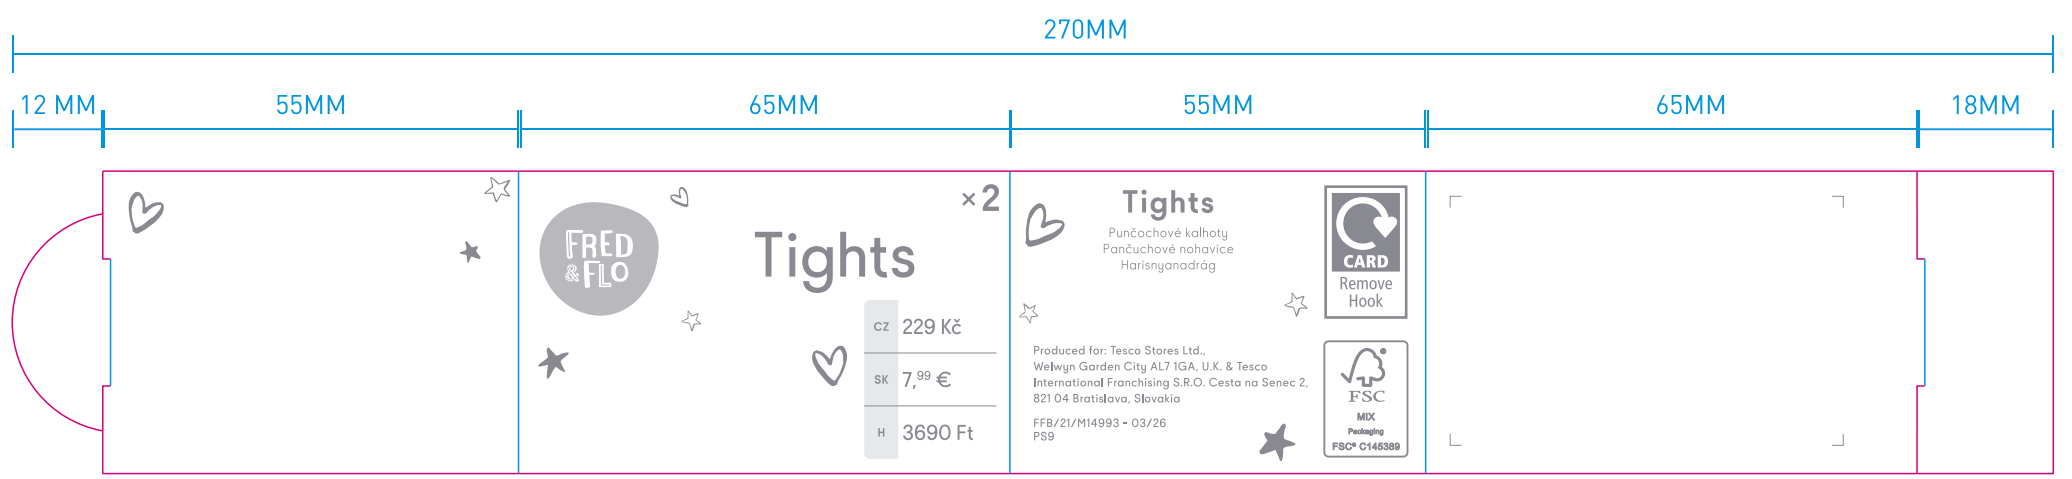 270MM
12 MM
55MM
65MM
55MM
65MM
18MM
FRED
& FLO
×2
Tights
CZ 229 Kč
SK 7,99 €
H 3690 Ft
Tights
Punčochové kalhoty
Pančuchové nohavice
Harisnyanadrág
CARD
Remove
Hook
Produced for: Tesco Stores Ltd.,
Welwyn Garden City AL7 1GA, U.K. & Tesco
International Franchising S.R.O. Cesta na Senec 2,
821 04 Bratislava, Slovakia
FFB/21/M14993 - 03/26
PS9
FSC
MIX
Packaging
FSC® C145389